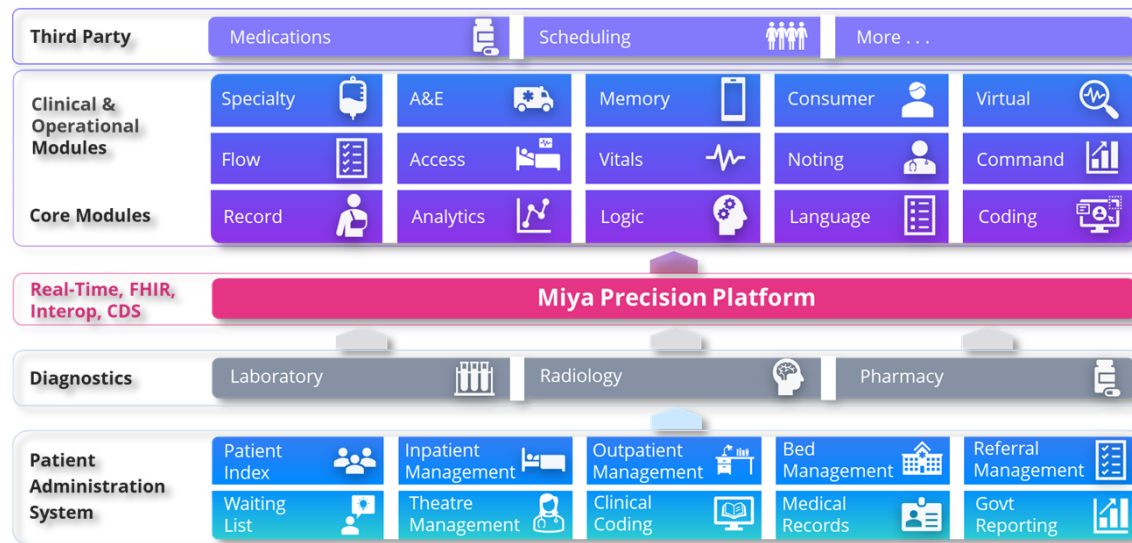 Third Party
Medications
Scheduling
More . . .
Clinical &
Operational
Modules
Specialty
A&E
Memory
Consumer
Virtual
Flow
Access
Vitals
Noting
Command
Core Modules
Record
Analytics
Logic
Language
Coding
Real-Time, FHIR,
Interop, CDS
Miya Precision Platform
Diagnostics
Laboratory
Radiology
Pharmacy
Patient
Administration
System
Patient
Index
Inpatient
Management
Outpatient
Management
Bed
Management
Referral
Management
Waiting
List
Theatre
Management
Clinical
Coding
Medical
Records
Govt
Reporting